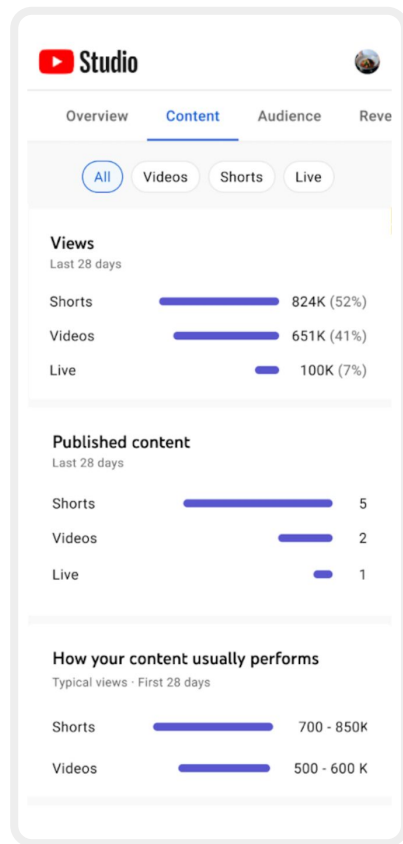 Studio
Overview Content Audience Reve
All Videos Shorts Live
Views
Last 28 days
Shorts 824K (52%)
Videos 651K (41%)
Live 100K (7%)
Published content
Last 28 days
Shorts 5
Videos 2
Live 1
How your content usually performs
Typical views · First 28 days
Shorts 700 - 850K
Videos 500 - 600 K